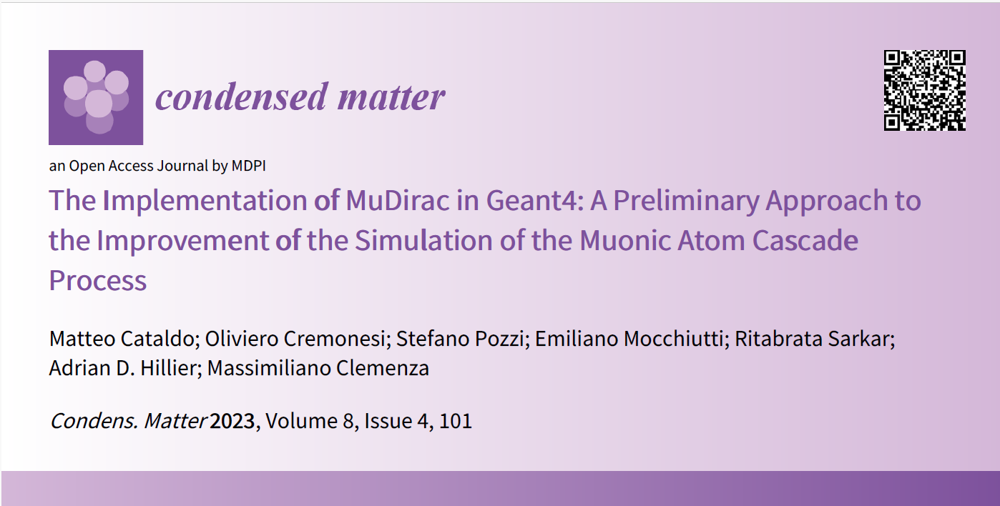 condensed matter
an Open Access Journal by MDPI
The Implementation of MuDirac in Geant4: A Preliminary Approach to
the Improvement of the Simulation of the Muonic Atom Cascade
Process
Matteo Cataldo; Oliviero Cremonesi; Stefano Pozzi; Emiliano Mocchiutti; Ritabrata Sarkar;
Adrian D. Hillier; Massimiliano Clemenza
Condens. Matter 2023, Volume 8, Issue 4, 101